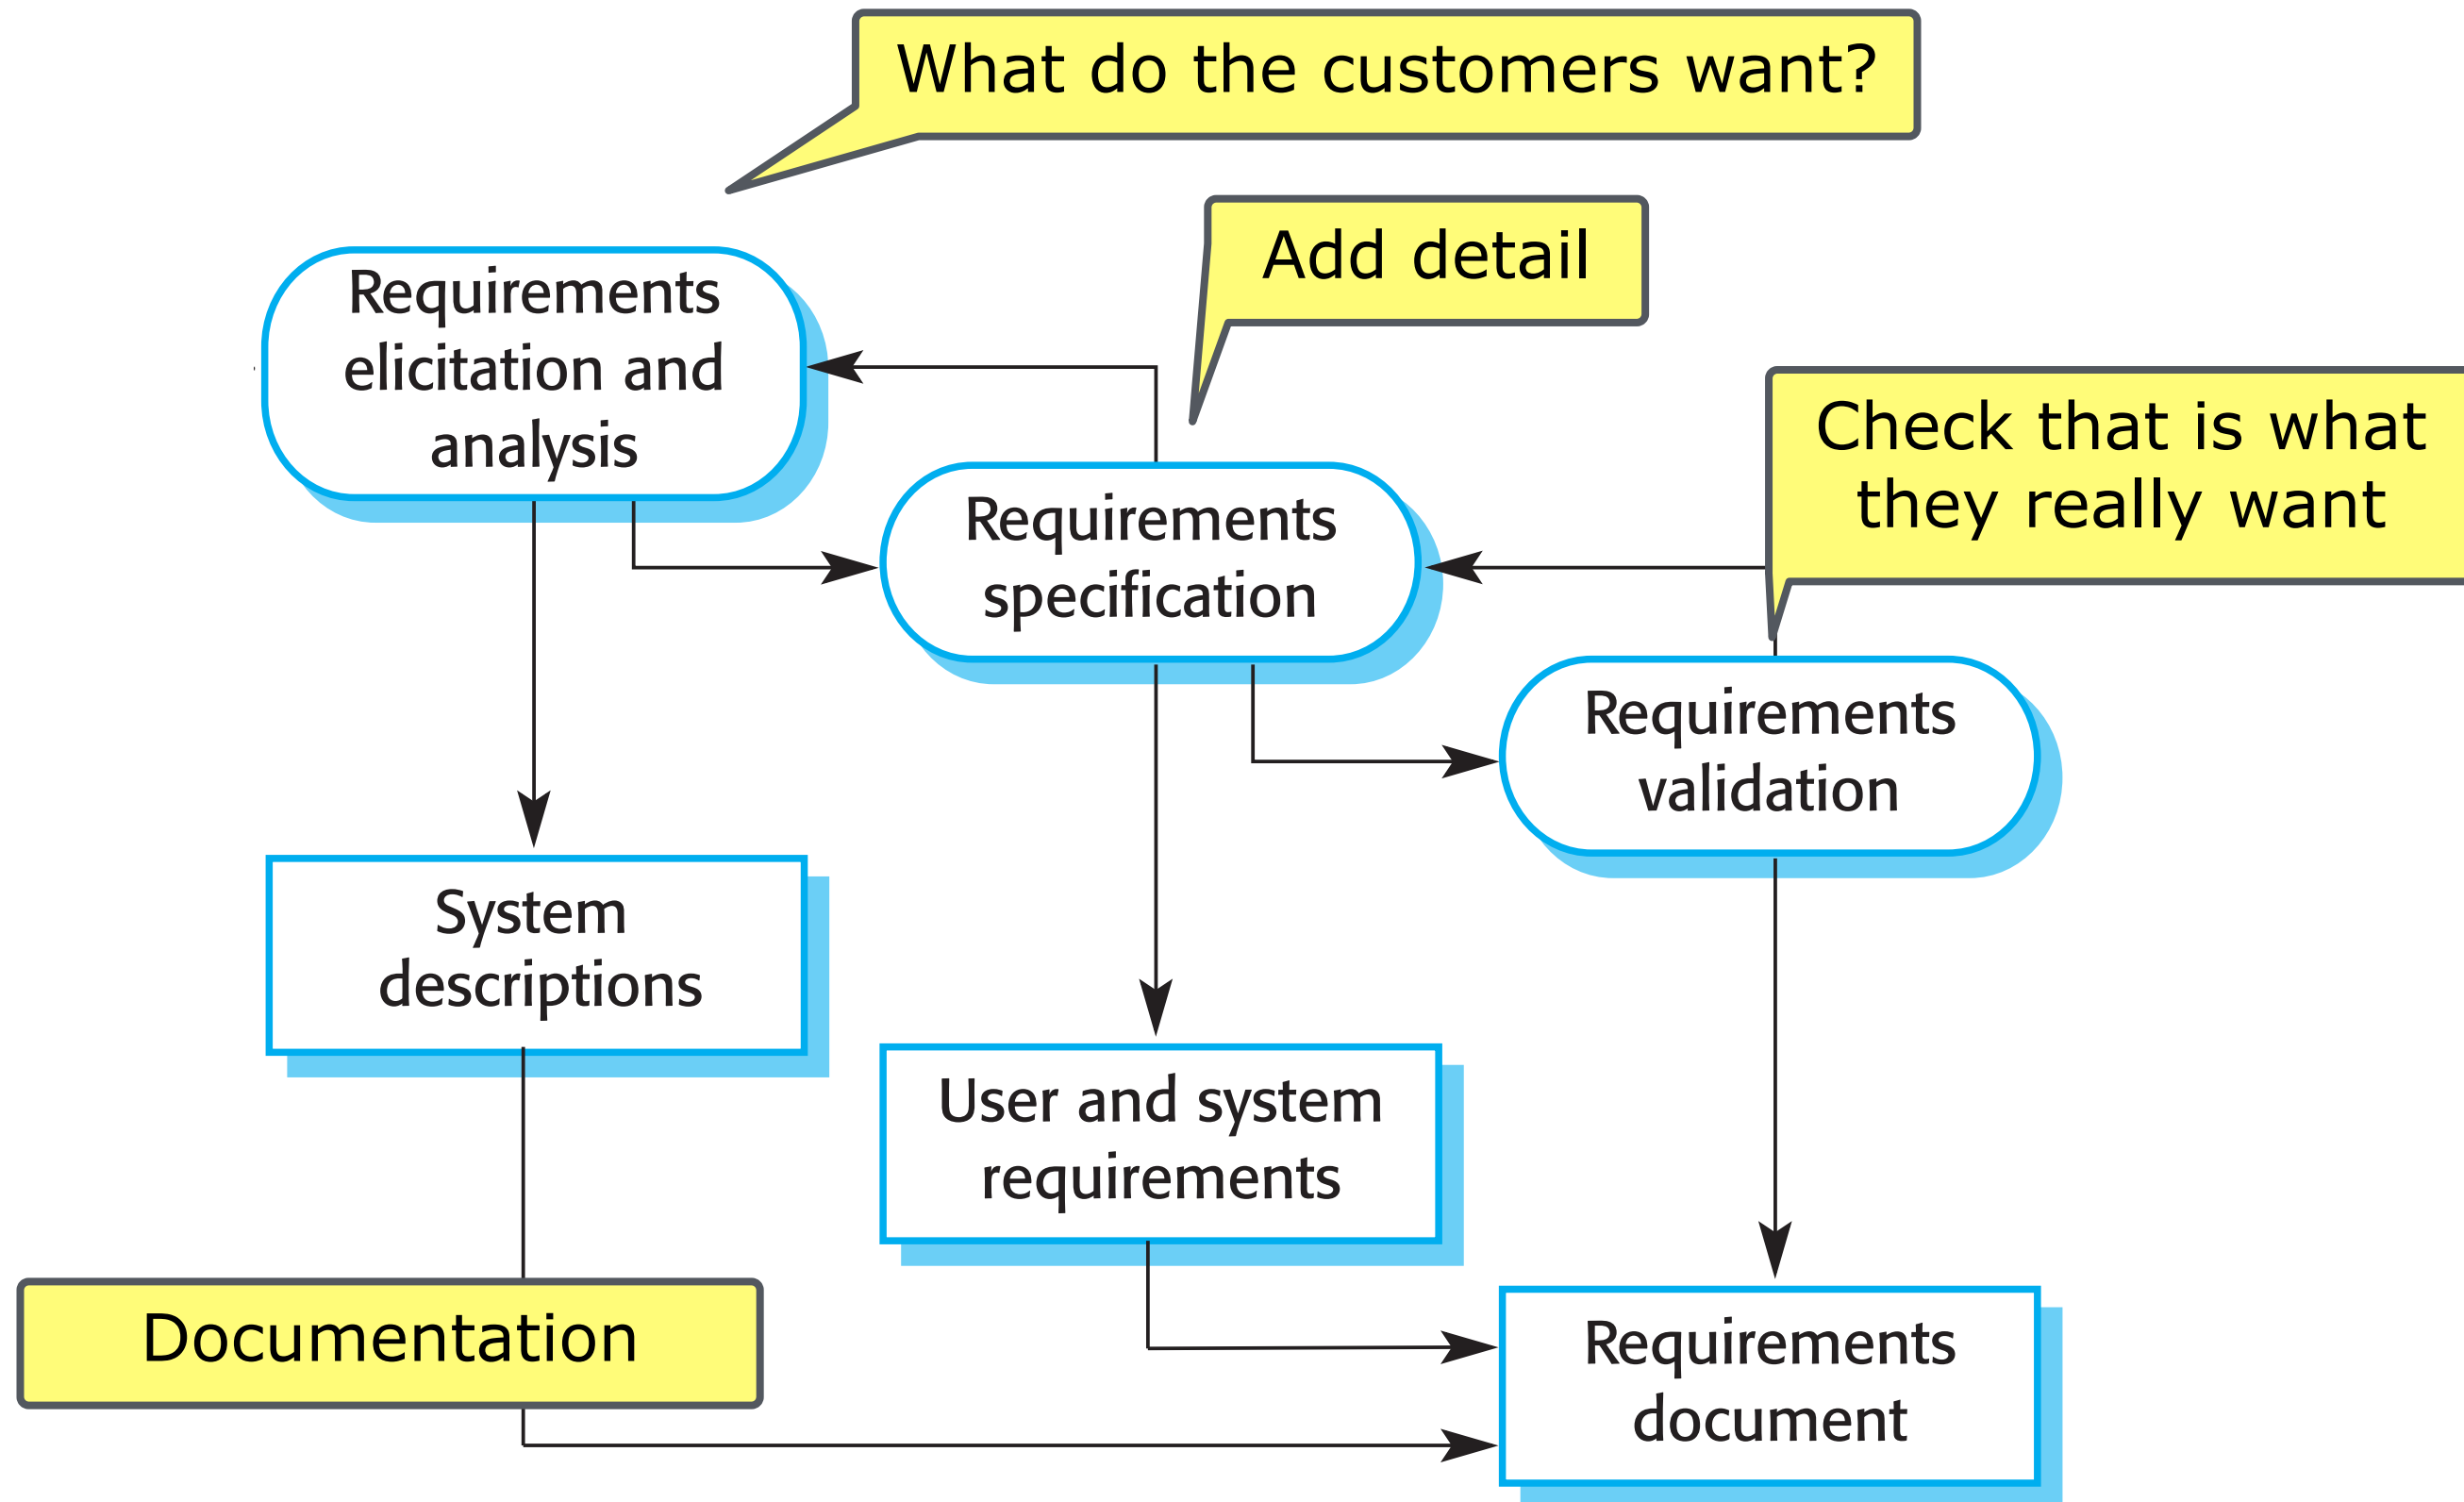 What do the customers want?
Add detail
Requirements
elicitation and
analysis
Check that is what
they really want
Requirements
specification
Requirements
validation
System
descriptions
User and system
requirements
Documentation
Requirements
document